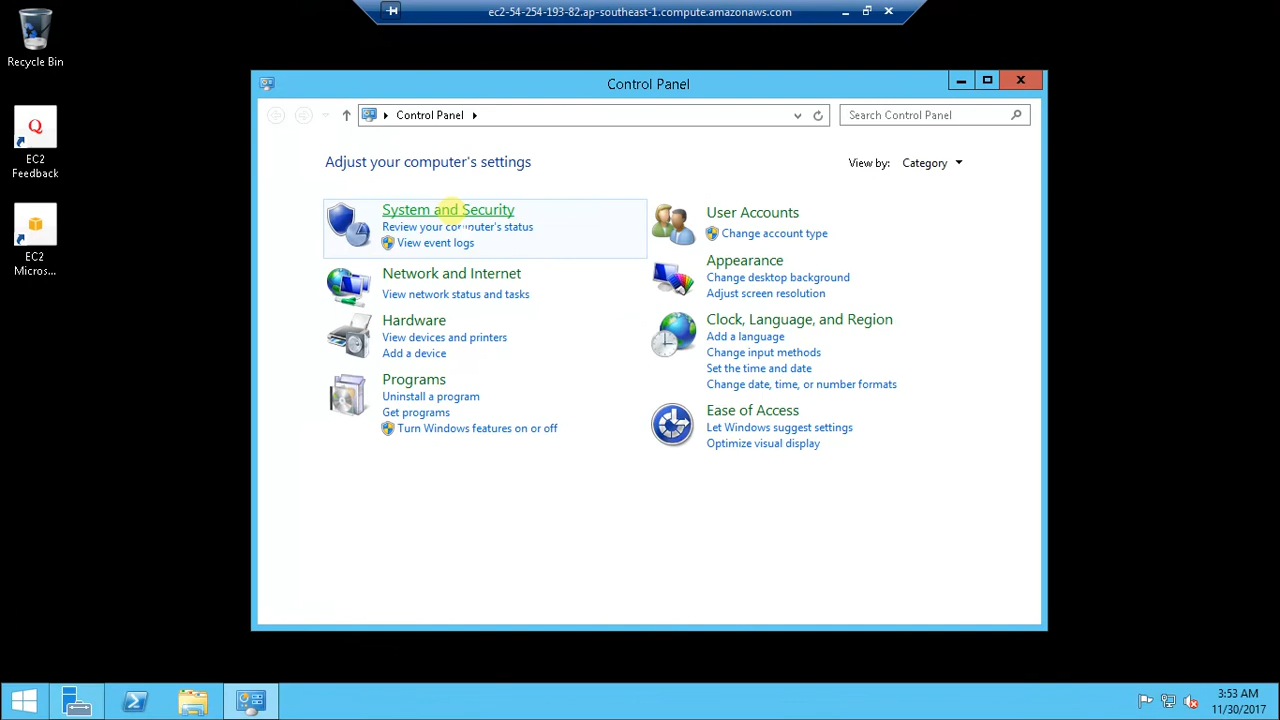 ec2-54-254-193-82.ap-southeast-1.compute.amazonaws.com
Recycle Bin
EC2
Feedback
EC2
Micros...
Control Panel
Control Panel
Search Control Panel
Adjust your computer's settings
View by: Category
System and Security
Review your computer's status
View event logs
Network and Internet
View network status and tasks
Hardware
View devices and printers
Add a device
Programs
Uninstall a program
Get programs
Turn Windows features on or off
User Accounts
Change account type
Appearance
Change desktop background
Adjust screen resolution
Clock, Language, and Region
Add a language
Change input methods
Set the time and date
Change date, time, or number formats
Ease of Access
Let Windows suggest settings
Optimize visual display
3:53 AM
11/30/2017